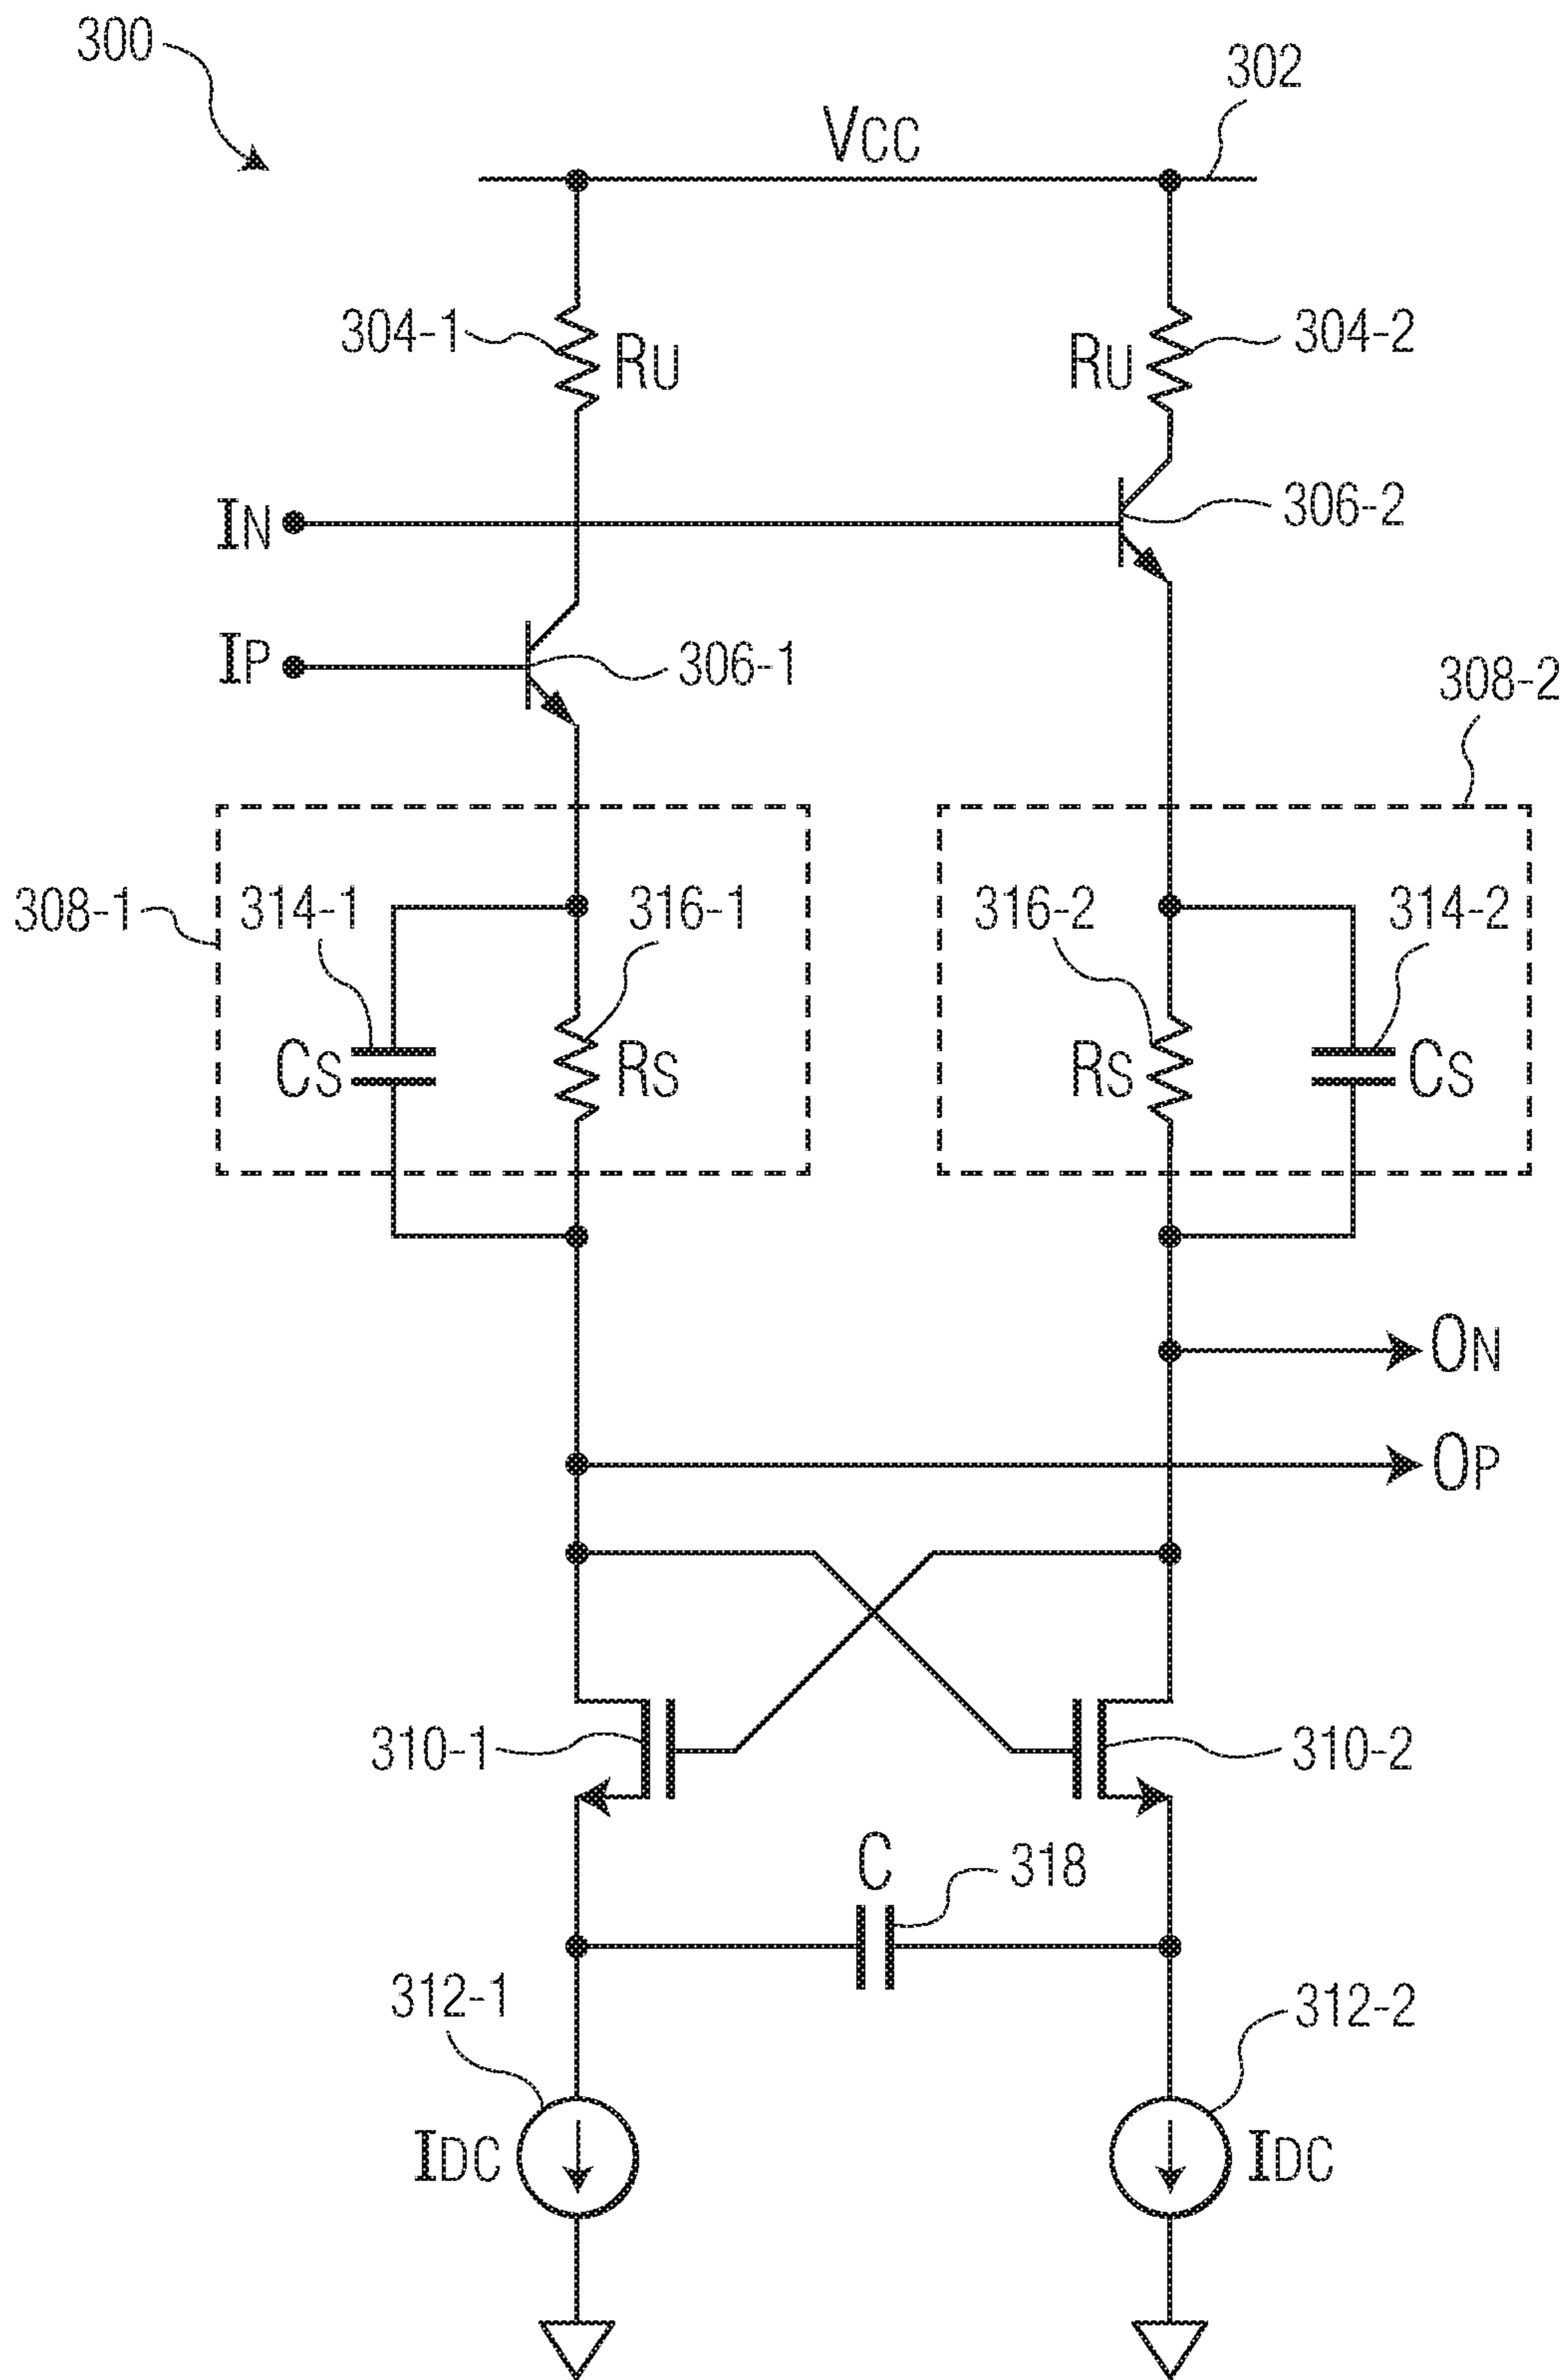 300
302
VCC
304-1
RU
RU
304-2
IN
306-2
IP
306-1
308-2
308-1
314-1
316-1
316-2
314-2
CS
RS
RS
CS
ON
OP
310-1
310-2
C
318
312-1
312-2
IDC
IDC